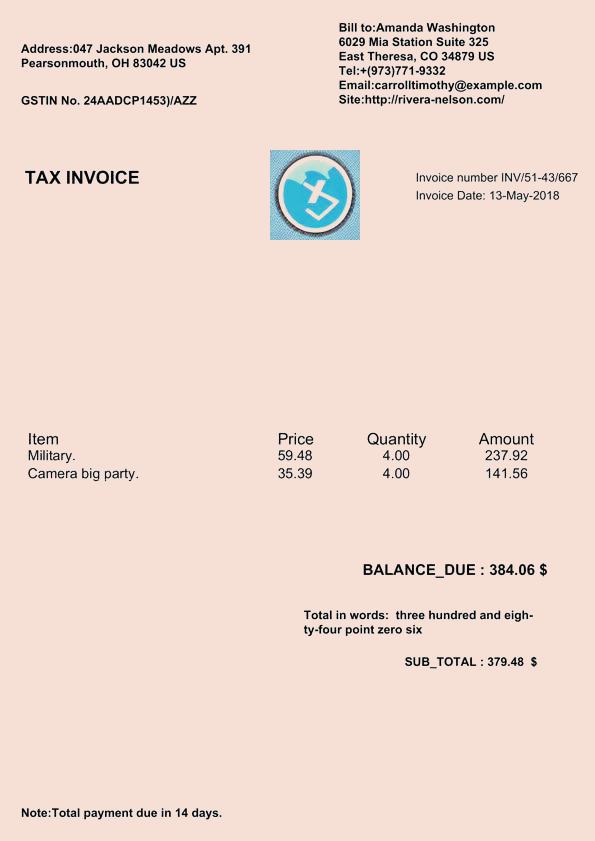 Address:047 Jackson Meadows Apt. 391
Pearsonmouth, OH 83042 US
GSTIN No. 24AADCP1453)/AZZ
Bill to:Amanda Washington
6029 Mia Station Suite 325
East Theresa, CO 34879 US
Tel:+(973)771-9332
Email:carrolltimothy@example.com
Site:http://rivera-nelson.com/
TAX INVOICE
Invoice number INV/51-43/667
Invoice Date: 13-May-2018
Item Price Quantity Amount
Military. 59.48 4.00 237.92
Camera big party. 35.39 4.00 141.56
BALANCE_DUE : 384.06 $
Total in words:  three hundred and eigh-
ty-four point zero six
SUB_TOTAL : 379.48  $
Note:Total payment due in 14 days.